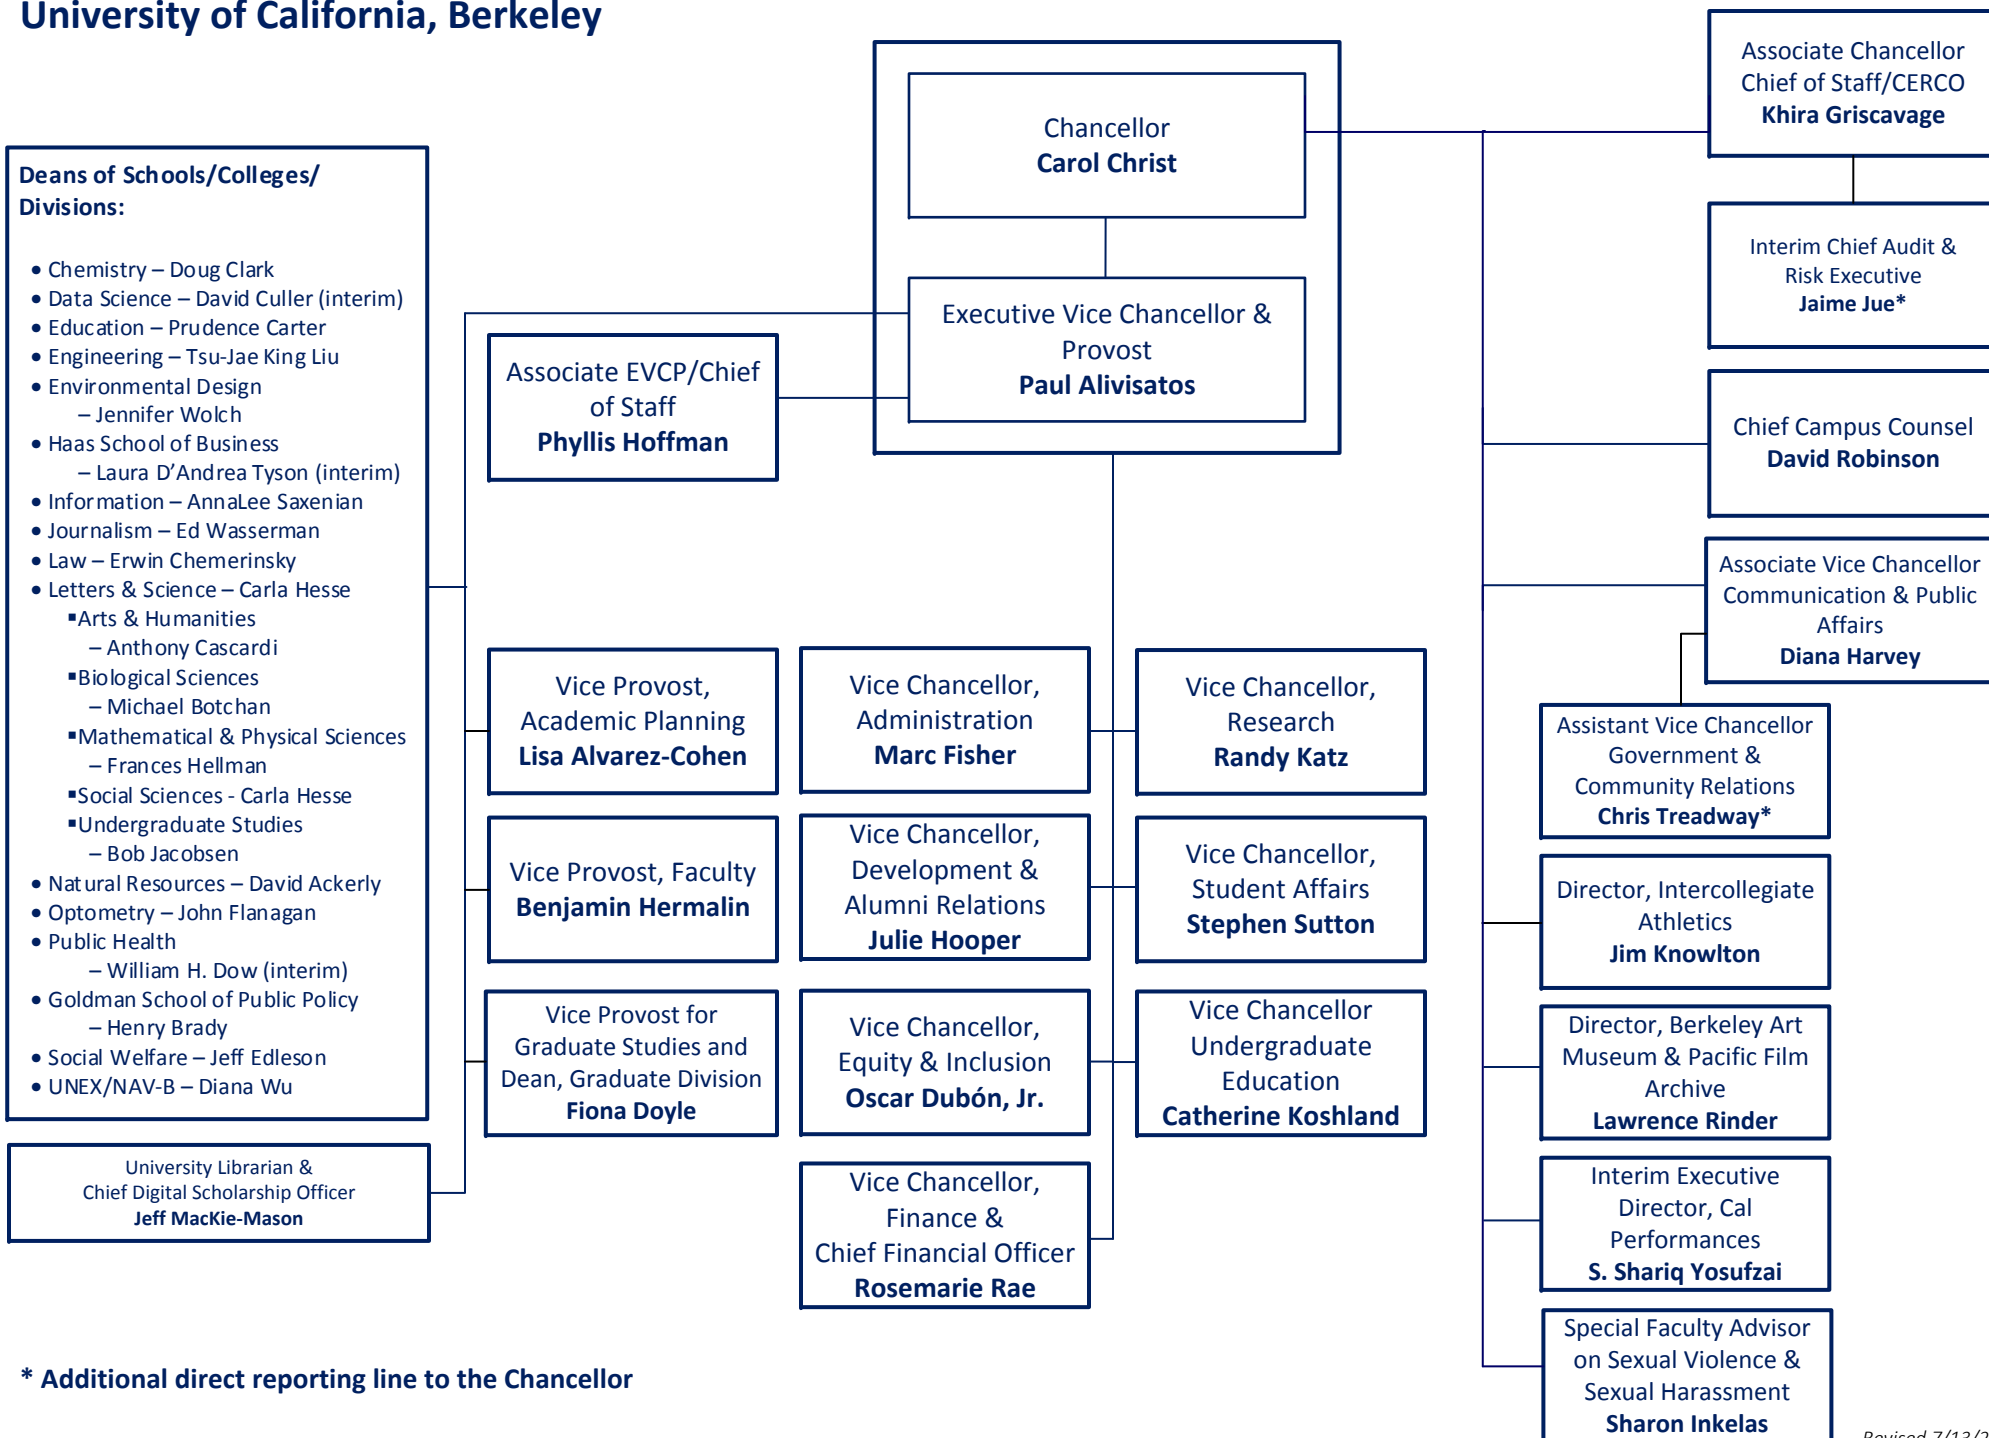 University of California, Berkeley
Chancellor
Carol Christ
Executive Vice Chancellor &
Provost
Paul Alivisatos
Associate EVCP/Chief
of Staff
Phyllis Hoffman
Deans of Schools/Colleges/
Divisions:
• Chemistry – Doug Clark
• Data Science – David Culler (interim)
• Education – Prudence Carter
• Engineering – Tsu-Jae King Liu
• Environmental Design
– Jennifer Wolch
• Haas School of Business
– Laura D’Andrea Tyson (interim)
• Information – AnnaLee Saxenian
• Journalism – Ed Wasserman
• Law – Erwin Chemerinsky
• Letters & Science – Carla Hesse
▪Arts & Humanities
– Anthony Cascardi
▪Biological Sciences
– Michael Botchan
▪Mathematical & Physical Sciences
– Frances Hellman
▪Social Sciences - Carla Hesse
▪Undergraduate Studies
– Bob Jacobsen
• Natural Resources – David Ackerly
• Optometry – John Flanagan
• Public Health
– William H. Dow (interim)
• Goldman School of Public Policy
– Henry Brady
• Social Welfare – Jeff Edleson
• UNEX/NAV-B – Diana Wu
University Librarian &
Chief Digital Scholarship Officer
Jeff MacKie-Mason
Vice Provost,
Academic Planning
Lisa Alvarez-Cohen
Vice Provost, Faculty
Benjamin Hermalin
Vice Provost for
Graduate Studies and
Dean, Graduate Division
Fiona Doyle
Vice Chancellor,
Administration
Marc Fisher
Vice Chancellor,
Development &
Alumni Relations
Julie Hooper
Vice Chancellor,
Equity & Inclusion
Oscar Dubón, Jr.
Vice Chancellor,
Finance &
Chief Financial Officer
Rosemarie Rae
Vice Chancellor,
Research
Randy Katz
Vice Chancellor,
Student Affairs
Stephen Sutton
Vice Chancellor
Undergraduate
Education
Catherine Koshland
Associate Chancellor
Chief of Staff/CERCO
Khira Griscavage
Interim Chief Audit &
Risk Executive
Jaime Jue*
Chief Campus Counsel
David Robinson
Associate Vice Chancellor
Communication & Public
Affairs
Diana Harvey
Assistant Vice Chancellor
Government &
Community Relations
Chris Treadway*
Director, Intercollegiate
Athletics
Jim Knowlton
Director, Berkeley Art
Museum & Pacific Film
Archive
Lawrence Rinder
Interim Executive
Director, Cal
Performances
S. Shariq Yosufzai
Special Faculty Advisor
on Sexual Violence &
Sexual Harassment
Sharon Inkelas
* Additional direct reporting line to the Chancellor
Revised